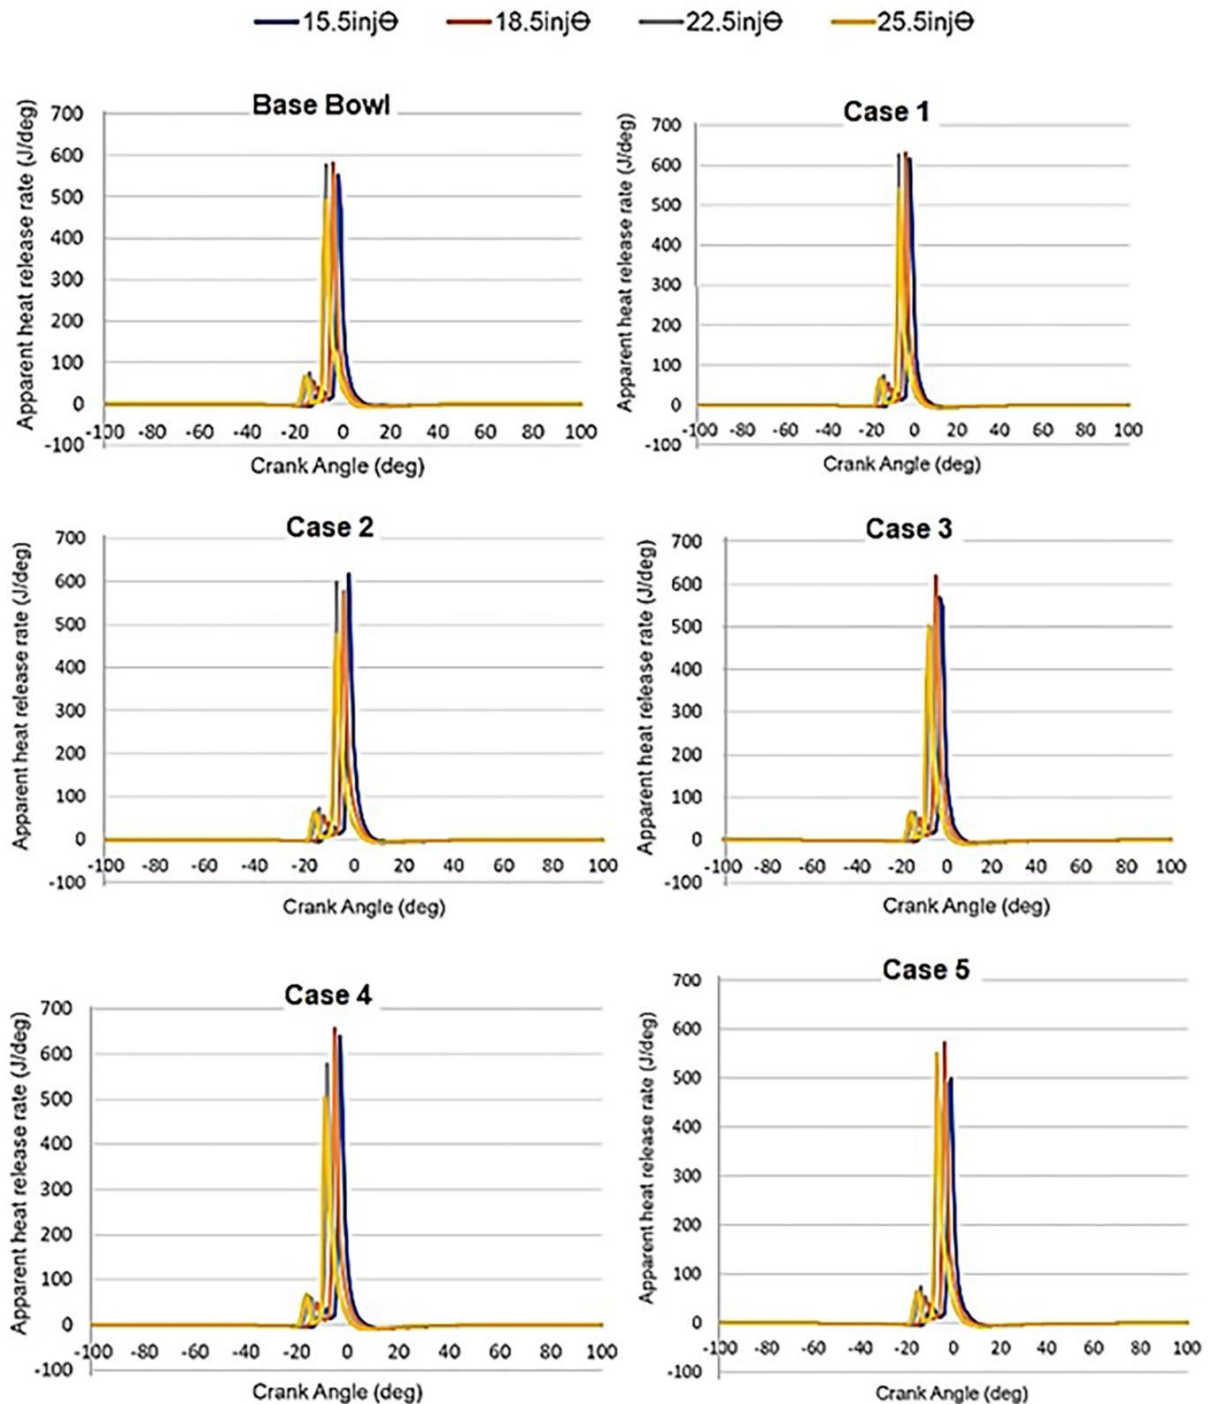 15.5injΘ 18.5injΘ 22.5injΘ 25.5injΘ
Base Bowl
Apparent heat release rate (J/deg)
700
600
500
400
300
200
100
0
-100
-100 -80 -60 -40 -20 0 20 40 60 80 100
Crank Angle (deg)
Case 1
Apparent heat release rate (J/deg)
700
600
500
400
300
200
100
0
-100
-100 -80 -60 -40 -20 0 20 40 60 80 100
Crank Angle (deg)
Case 2
Apparent heat release rate (J/deg)
700
600
500
400
300
200
100
0
-100
-100 -80 -60 -40 -20 0 20 40 60 80 100
Crank Angle (deg)
Case 3
Apparent heat release rate (J/deg)
700
600
500
400
300
200
100
0
-100
-100 -80 -60 -40 -20 0 20 40 60 80 100
Crank Angle (deg)
Case 4
Apparent heat release rate (J/deg)
700
600
500
400
300
200
100
0
-100
-100 -80 -60 -40 -20 0 20 40 60 80 100
Crank Angle (deg)
Case 5
Apparent heat release rate (J/deg)
700
600
500
400
300
200
100
0
-100
-100 -80 -60 -40 -20 0 20 40 60 80 100
Crank Angle (deg)